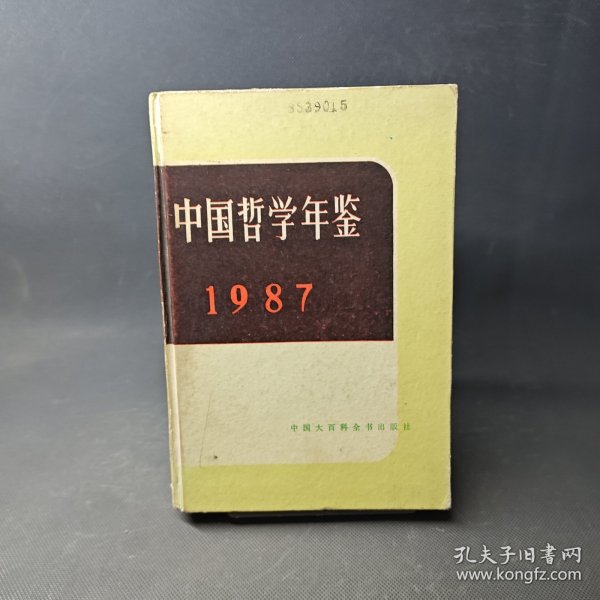 3539015
中国哲学年鉴
1987
中国大百科全书出版社
孔夫子旧书网
www.kongfz.com